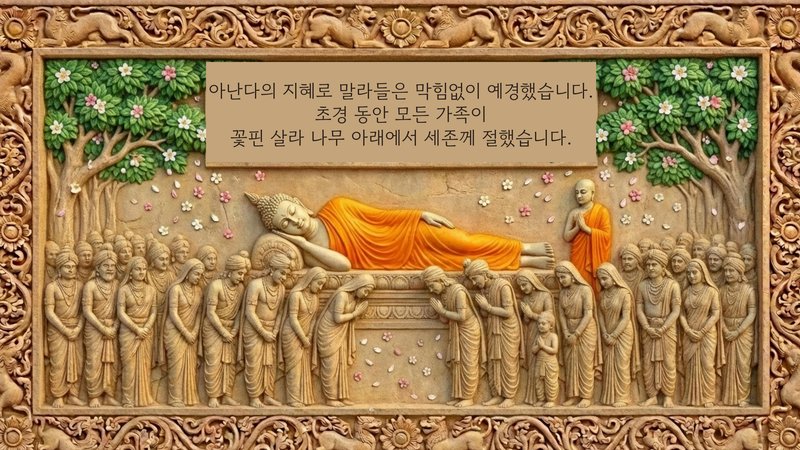 아난다의 지혜로 말라들은 막힘없이 예경했습니다.
초경 동안 모든 가족이
꽃핀 살라 나무 아래에서 세존께 절했습니다.